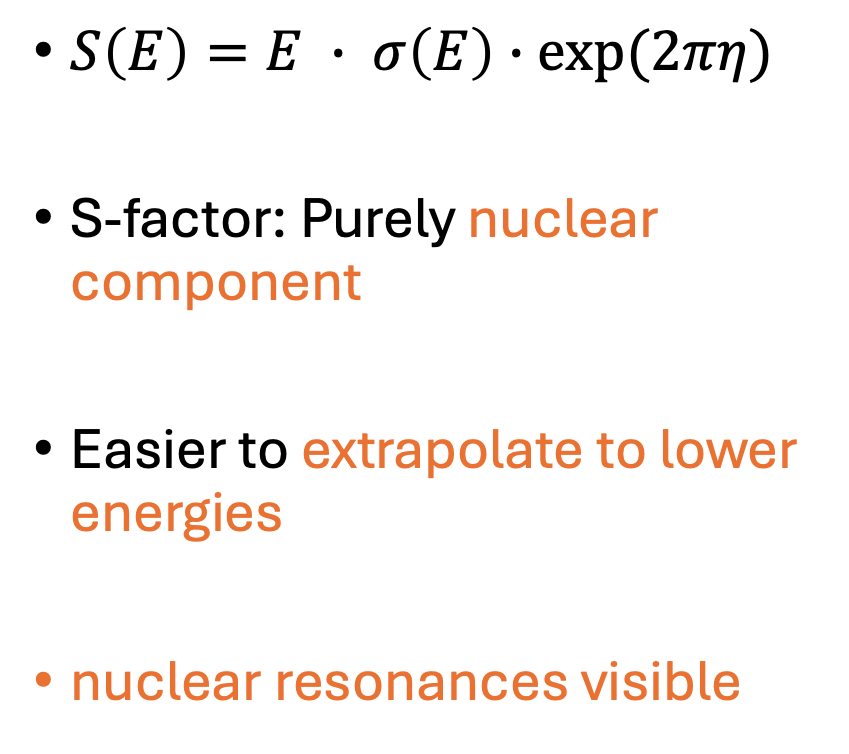 • S(E) = E · σ(E) · exp(2πη)
• S-factor: Purely nuclear
component
• Easier to extrapolate to lower
energies
• nuclear resonances visible